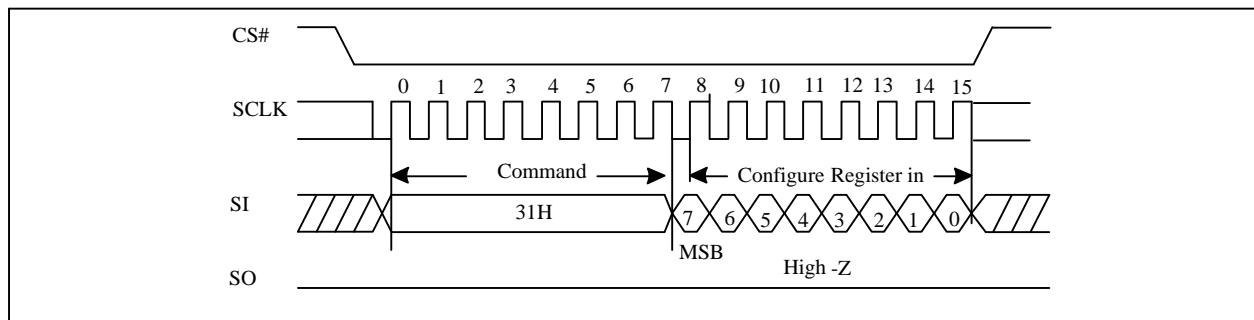 CS#
0 1 2 3 4 5 6 7 8 9 10 11 12 13 14 15
SCLK
Command Configure Register in
SI 31H 7 6 5 4 3 2 1 0
MSB
High -Z
SO